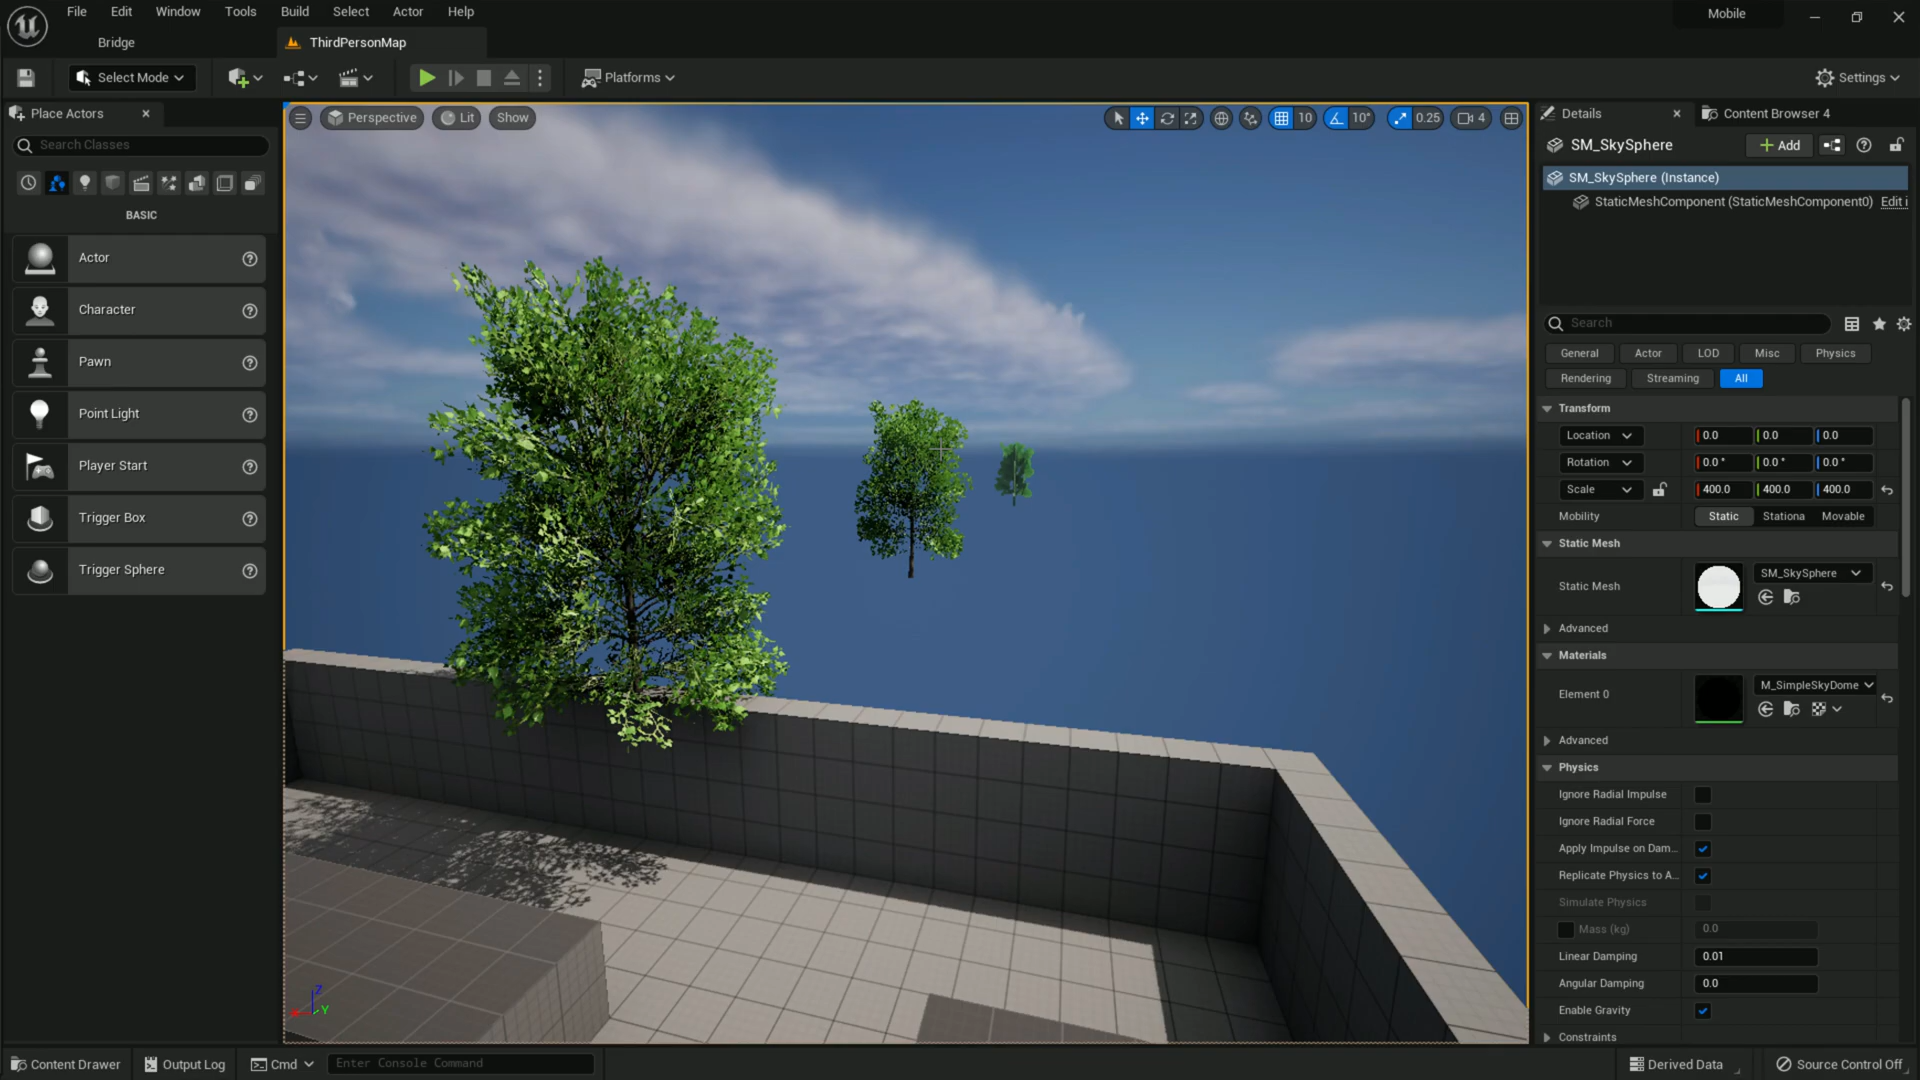 File Edit Window Tools Build Select Actor Help
Mobile
Bridge
ThirdPersonMap
Select Mode
Platforms
Settings
Place Actors
Search Classes
BASIC
Actor
Character
Pawn
Point Light
Player Start
Trigger Box
Trigger Sphere
Perspective
Lit
Show
10
10°
0.25
4
Z
Y
Details
Content Browser 4
SM_SkySphere
Add
SM_SkySphere (Instance)
StaticMeshComponent (StaticMeshComponent0) Edit i
Search
General Actor LOD Misc Physics
Rendering Streaming All
Transform
Location 0.0 0.0 0.0
Rotation 0.0 ° 0.0 ° 0.0 °
Scale 400.0 400.0 400.0
Mobility Static Stationa Movable
Static Mesh
Static Mesh SM_SkySphere
Advanced
Materials
Element 0 M_SimpleSkyDome
Advanced
Physics
Ignore Radial Impulse
Ignore Radial Force
Apply Impulse on Dam...
Replicate Physics to A...
Simulate Physics
Mass (kg) 0.0
Linear Damping 0.01
Angular Damping 0.0
Enable Gravity
Constraints
Content Drawer
Output Log
Cmd
Enter Console Command
Derived Data
Source Control Off